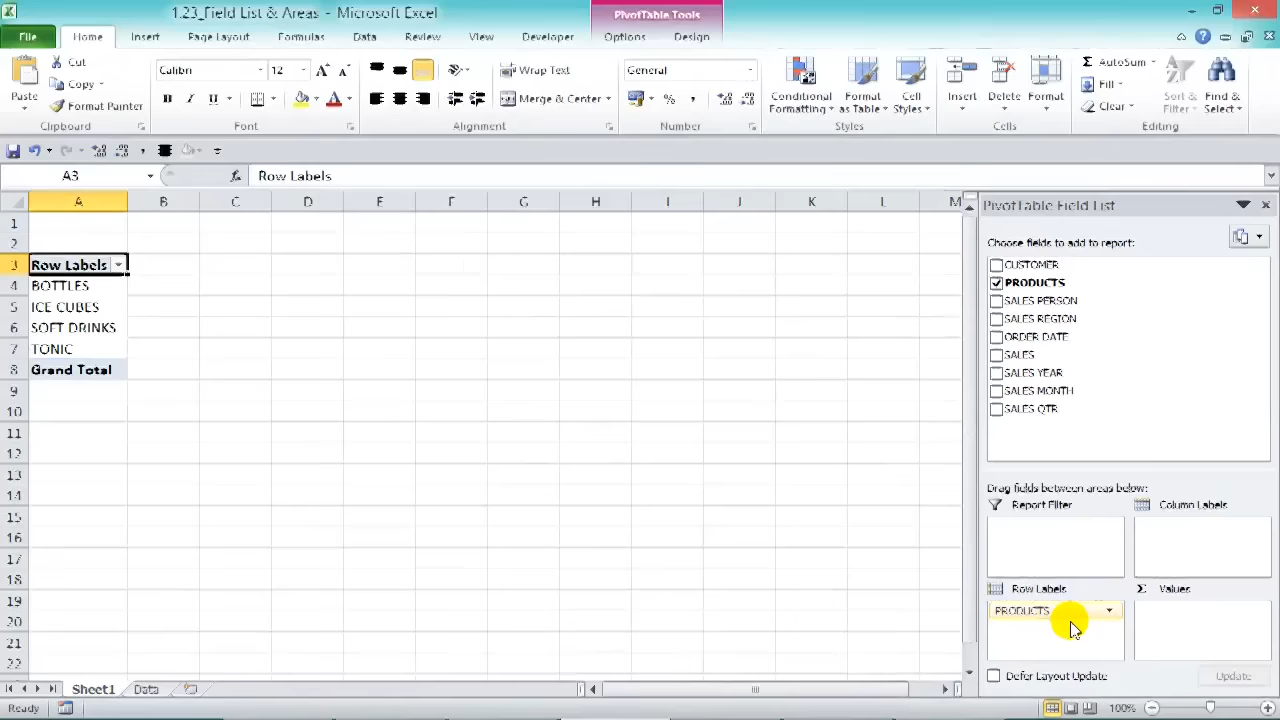 1.23_Field List & Areas - Microsoft Excel
PivotTable Tools
File Home Insert Page Layout Formulas Data Review View Developer Options Design
Paste
Cut
Copy
Format Painter
Clipboard
Calibri 12
B I U
Font
Wrap Text
Merge & Center
Alignment
General
%
Number
Conditional Formatting
Format as Table
Cell Styles
Styles
Insert Delete Format
Cells
AutoSum
Fill
Clear
Sort & Filter
Find & Select
Editing
A3 Row Labels
A B C D E F G H I J K L M
1
2
3 Row Labels
4 BOTTLES
5 ICE CUBES
6 SOFT DRINKS
7 TONIC
8 Grand Total
9
10
11
12
13
14
15
16
17
18
19
20
21
22
PivotTable Field List
Choose fields to add to report:
CUSTOMER
PRODUCTS
SALES PERSON
SALES REGION
ORDER DATE
SALES
SALES YEAR
SALES MONTH
SALES QTR
Drag fields between areas below:
Report Filter Column Labels
Row Labels Σ Values
PRODUCTS
Defer Layout Update Update
Sheet1 Data
Ready 100%